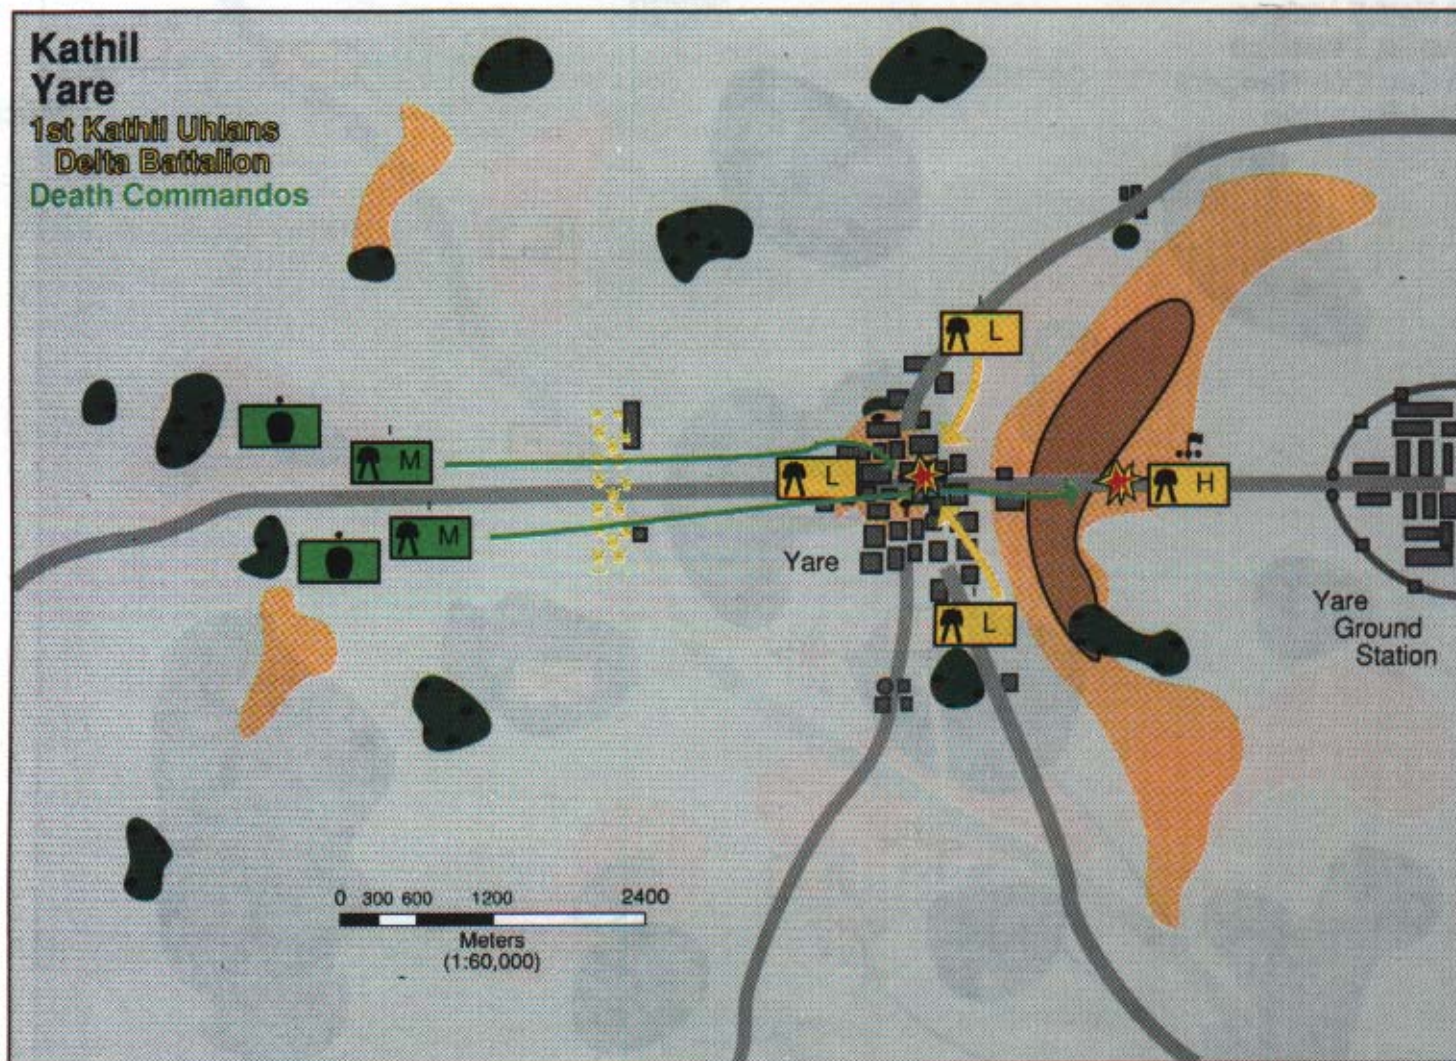 Kathil
Yare
1st Kathil Uhlans
Delta Battalion
Death Commandos
L
M
L
H
M
Yare
L
Yare
Ground
Station
0 300 600 1200 2400
Meters
(1:60,000)